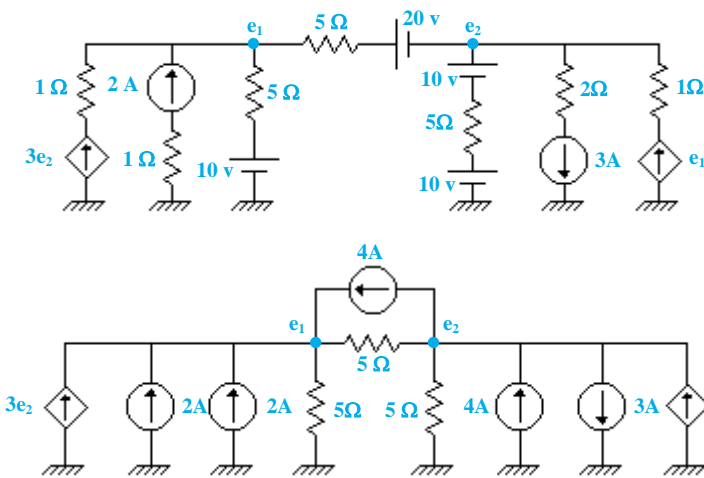 5 Ω 20 v
e₁ e₂
1 Ω 2 A 5 Ω 10 v 2Ω 1Ω
5Ω
3e₂ 1 Ω 10 v 10 v 3A e₁
4A
e₁ e₂
5 Ω
3e₂ 2A 2A 5Ω 5 Ω 4A 3A